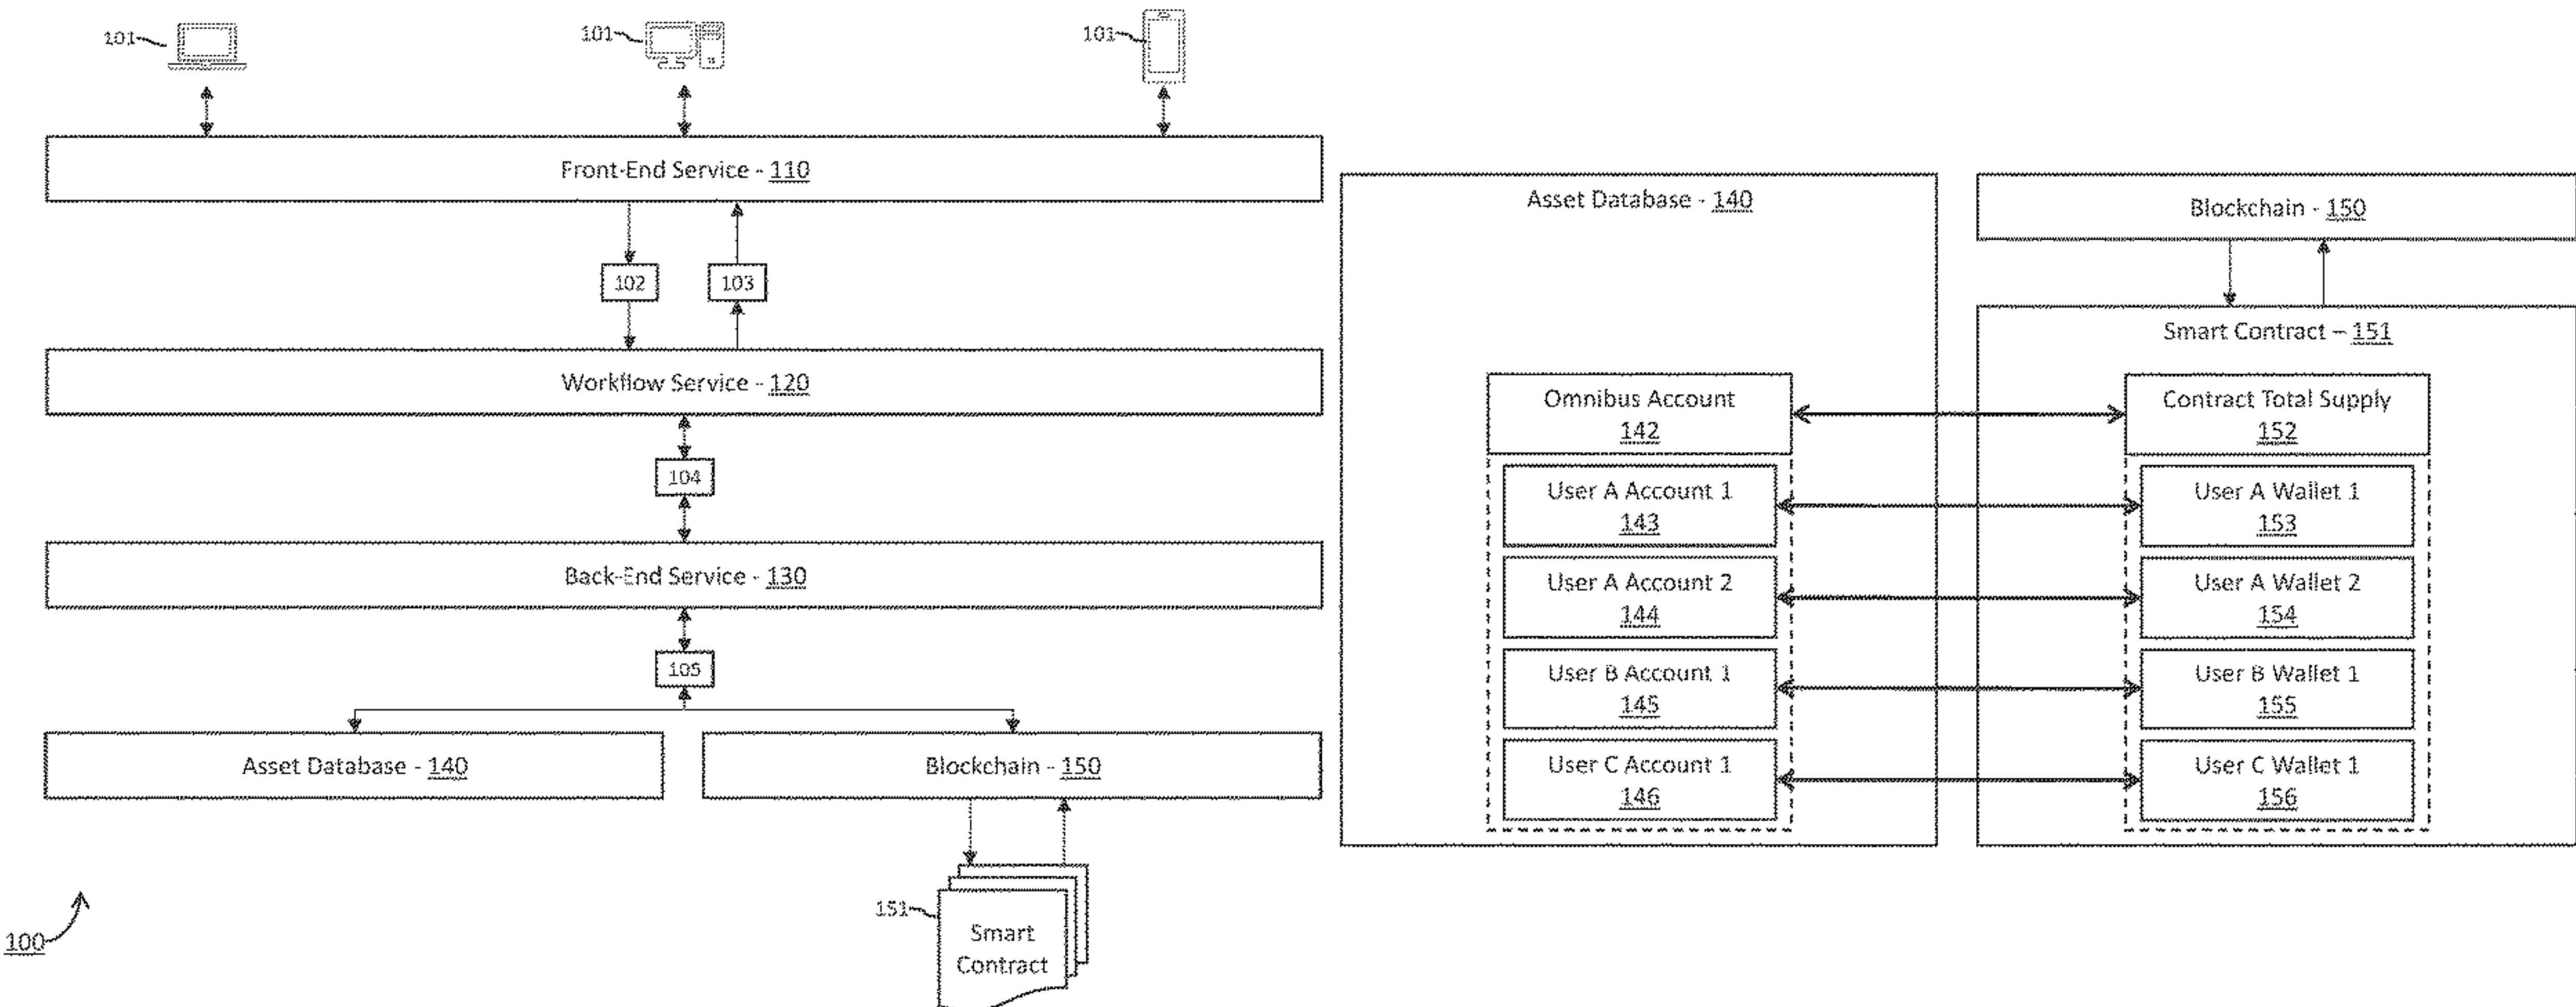 101
101
101
Front-End Service - 110
102
103
Workflow Service - 120
104
Back-End Service - 130
105
Asset Database - 140
Blockchain - 150
151
Smart
Contract
100
Asset Database - 140
Omnibus Account
142
User A Account 1
143
User A Account 2
144
User B Account 1
145
User C Account 1
146
Blockchain - 150
Smart Contract – 151
Contract Total Supply
152
User A Wallet 1
153
User A Wallet 2
154
User B Wallet 1
155
User C Wallet 1
156